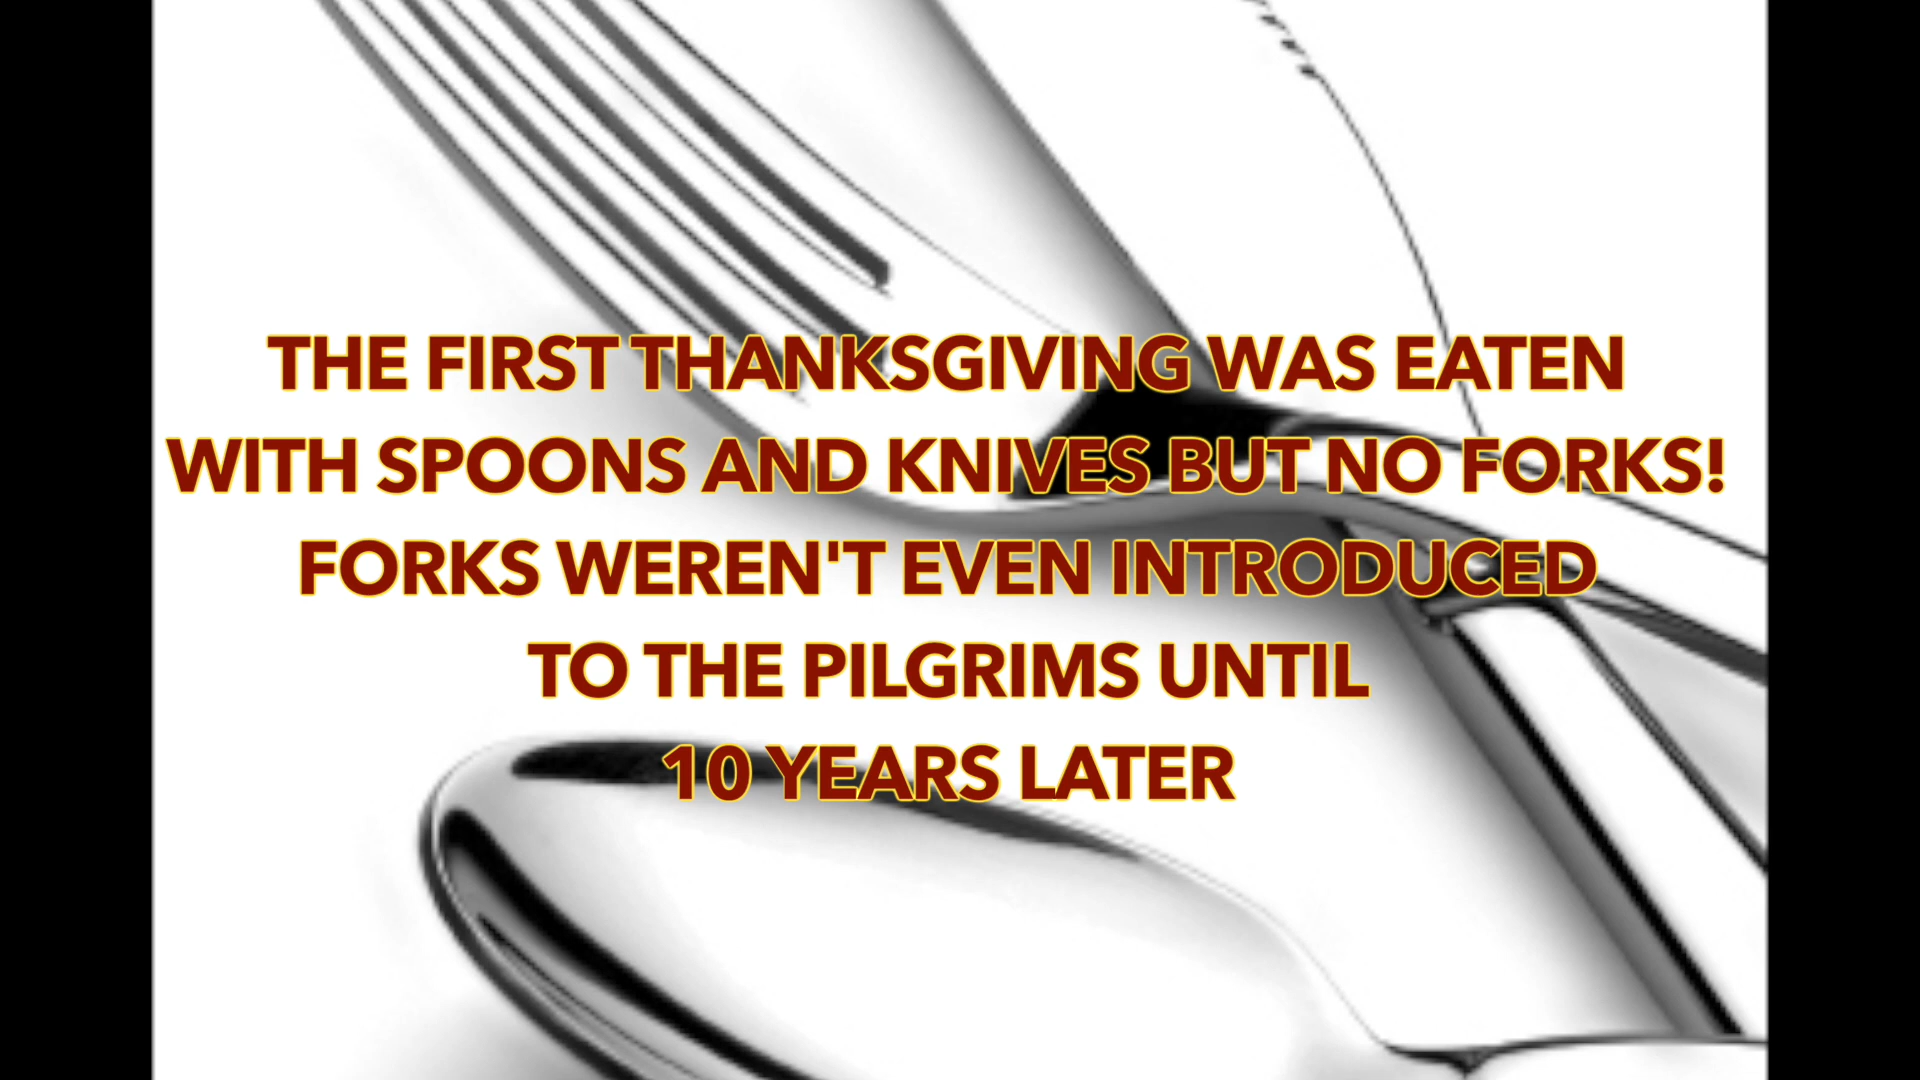 THE FIRST THANKSGIVING WAS EATEN
WITH SPOONS AND KNIVES BUT NO FORKS!
FORKS WEREN'T EVEN INTRODUCED
TO THE PILGRIMS UNTIL
10 YEARS LATER